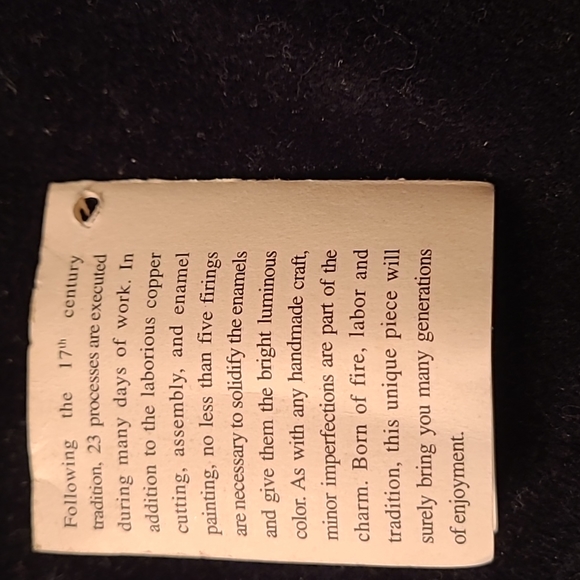 Following the 17th century
tradition, 23 processes are executed
during many days of work. In
addition to the laborious copper
cutting, assembly, and enamel
painting, no less than five firings
are necessary to solidify the enamels
and give them the bright luminous
color. As with any handmade craft,
minor imperfections are part of the
charm. Born of fire, labor and
tradition, this unique piece will
surely bring you many generations
of enjoyment.